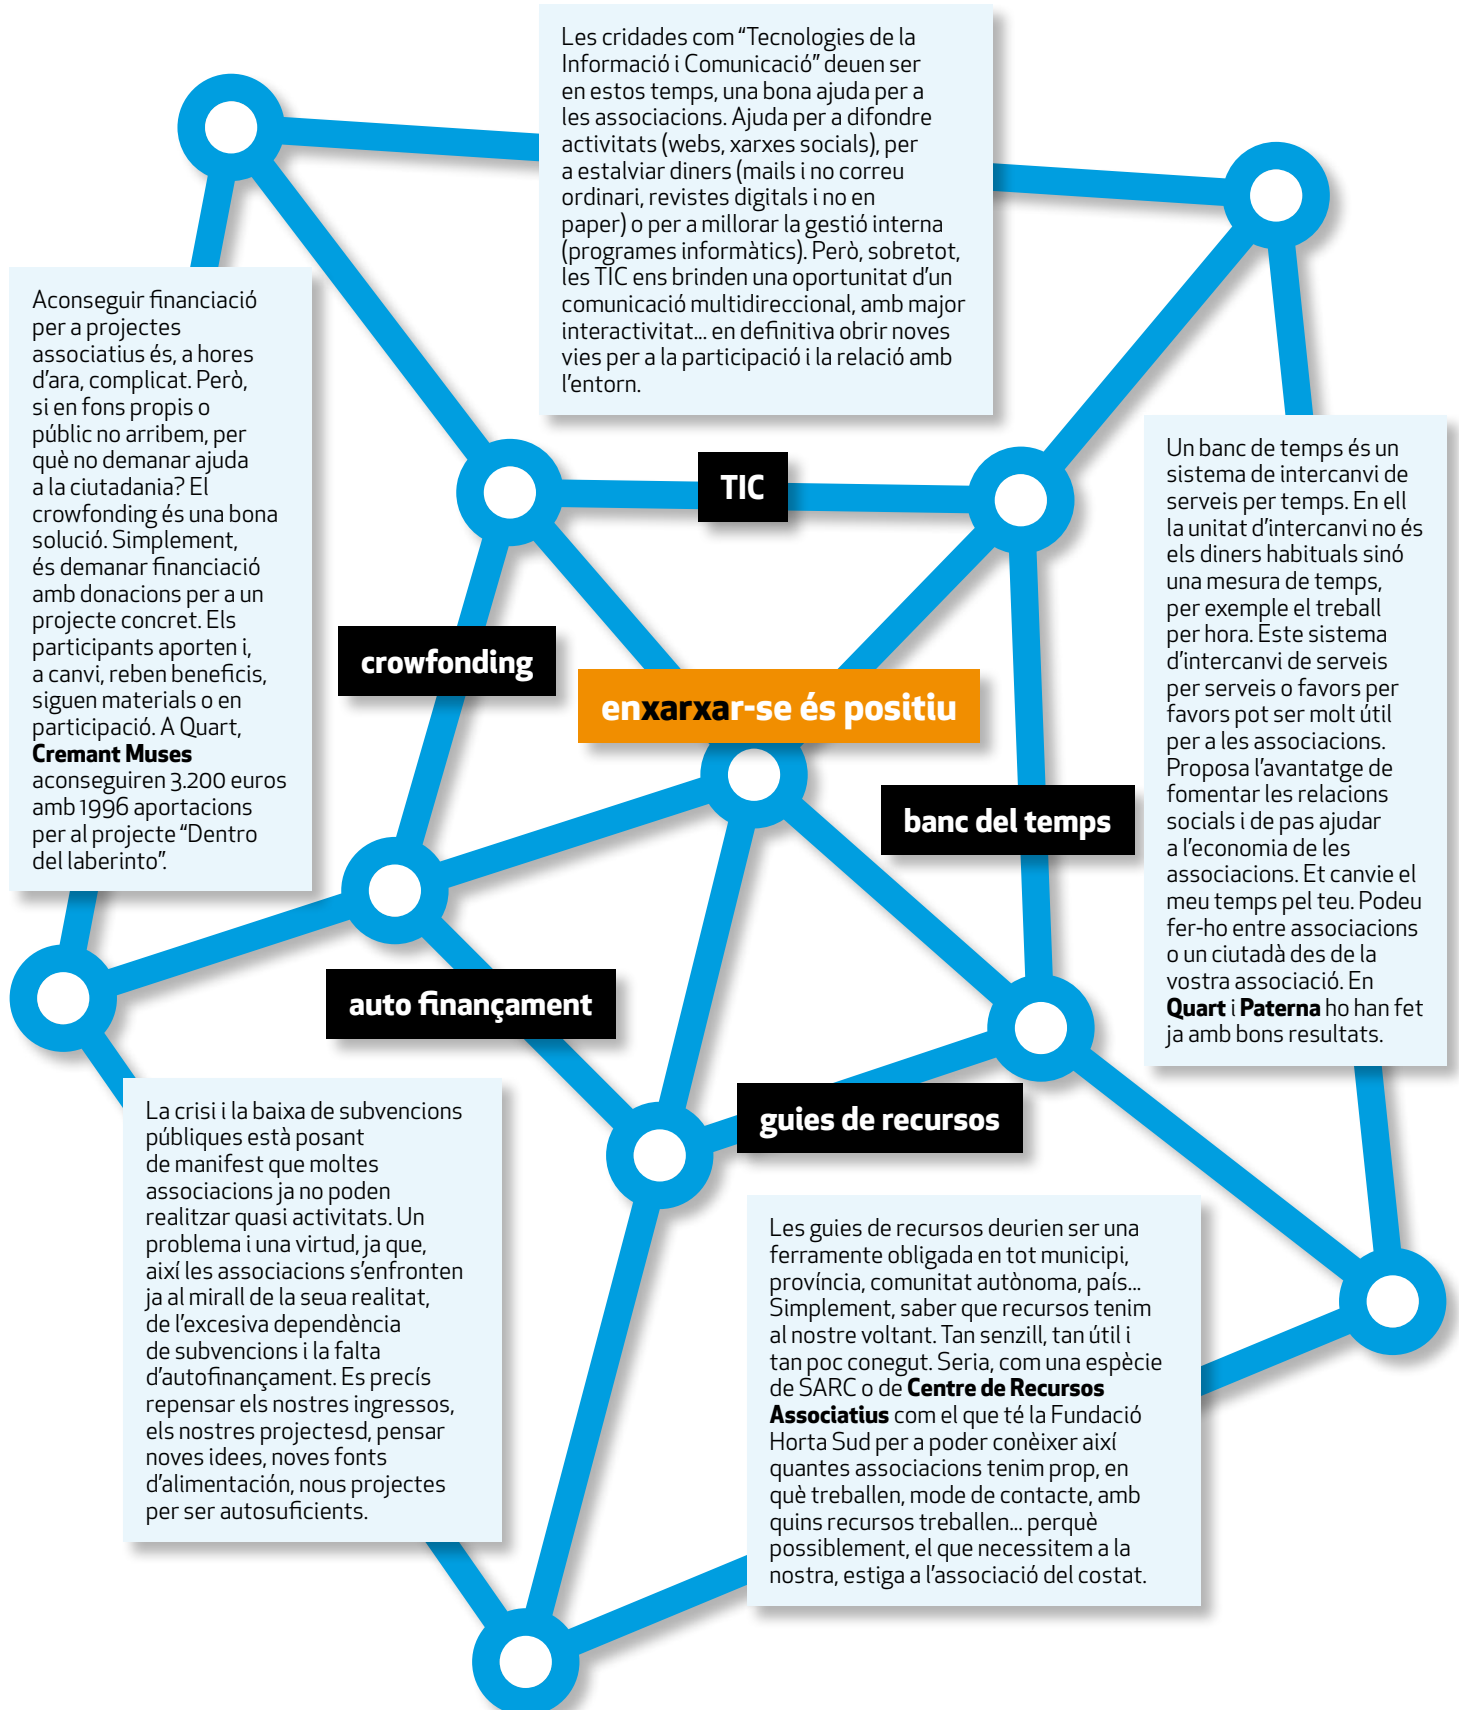 Les cridades com “Tecnologies de la
Informació i Comunicació” deuen ser
en estos temps, una bona ajuda per a
les associacions. Ajuda per a difondre
activitats (webs, xarxes socials), per
a estalviar diners (mails i no correu
ordinari, revistes digitals i no en
paper) o per a millorar la gestió interna
(programes informàtics). Però, sobretot,
les TIC ens brinden una oportunitat d’un
comunicació multidireccional, amb major
interactivitat... en definitiva obrir noves
vies per a la participació i la relació amb
l’entorn.
Aconseguir financiació
per a projectes
associatius és, a hores
d’ara, complicat. Però,
si en fons propis o
públic no arribem, per
què no demanar ajuda
a la ciutadania? El
crowfonding és una bona
solució. Simplement,
és demanar financiació
amb donacions per a un
projecte concret. Els
participants aporten i,
a canvi, reben beneficis,
siguen materials o en
participació. A Quart,
Cremant Muses
aconseguiren 3.200 euros
amb 1996 aportacions
per al projecte “Dentro
del laberinto”.
Un banc de temps és un
sistema de intercanvi de
serveis per temps. En ell
la unitat d’intercanvi no és
els diners habituals sinó
una mesura de temps,
per exemple el treball
per hora. Este sistema
d’intercanvi de serveis
per serveis o favors per
favors pot ser molt útil
per a les associacions.
Proposa l’avantatge de
fomentar les relacions
socials i de pas ajudar
a l’economia de les
associacions. Et canvie el
meu temps pel teu. Podeu
fer-ho entre associacions
o un ciutadà des de la
vostra associació. En
Quart i Paterna ho han fet
ja amb bons resultats.
TIC
crowfonding
enxarxar-se és positiu
banc del temps
auto finançament
guies de recursos
La crisi i la baixa de subvencions
públiques està posant
de manifest que moltes
associacions ja no poden
realitzar quasi activitats. Un
problema i una virtud, ja que,
així les associacions s’enfronten
ja al mirall de la seua realitat,
de l’excesiva dependència
de subvencions i la falta
d’autofinançament. Es precís
repensar els nostres ingressos,
els nostres projectesd, pensar
noves idees, noves fonts
d’alimentación, nous projectes
per ser autosuficients.
Les guies de recursos deurien ser una
ferramente obligada en tot municipi,
província, comunitat autònoma, país...
Simplement, saber que recursos tenim
al nostre voltant. Tan senzill, tan útil i
tan poc conegut. Seria, com una espècie
de SARC o de Centre de Recursos
Associatius com el que té la Fundació
Horta Sud per a poder conèixer així
quantes associacions tenim prop, en
què treballen, mode de contacte, amb
quins recursos treballen... perquè
possiblement, el que necessitem a la
nostra, estiga a l’associació del costat.